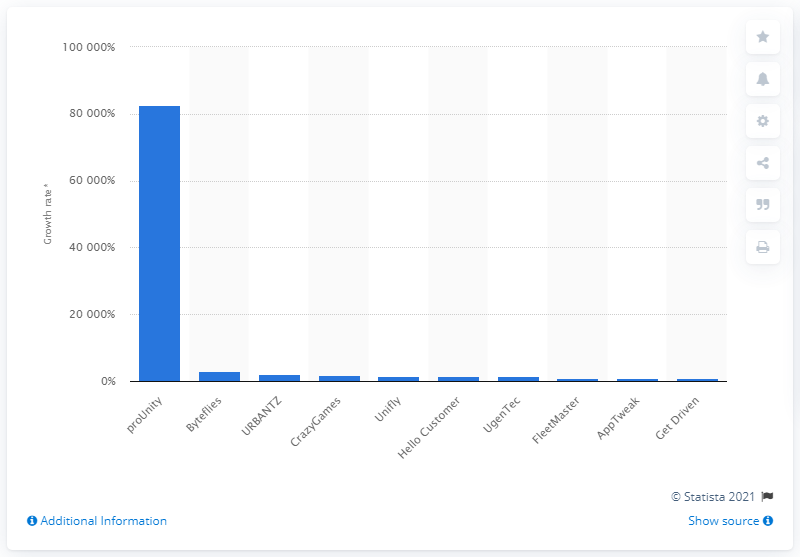 100 000%
80 000%
60 000%
40 000%
20 000%
0%
Growth rate*
proUnity
Byteflies
URBANTZ
CrazyGames
Unifly
Hello Customer
UgenTec
FleetMaster
AppTweak
Get Driven
© Statista 2021
Additional Information
Show source